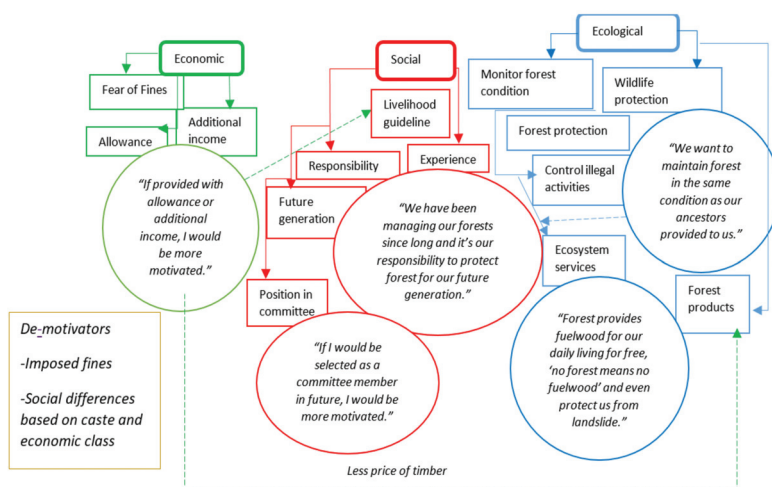 Economic
Fear of Fines
Additional
income
Allowance
"If provided with
allowance or
additional
income, I would
be more
motivated."
Social
Livelihood
guideline
Responsibility
Experience
Future
generation
"We have been
managing our forests
since long and it's our
responsibility to protect
forest for our future
generation."
Position in
committee
"If I would be
selected as a
committee member
in future, I would
be more motivated."
Ecological
Monitor forest
condition
Wildlife
protection
Forest protection
Control illegal
activities
"We want to
maintain forest
in the same
condition as our
ancestors
provided to us."
Ecosystem
services
Forest
products
"Forest provides
fuelwood for our
daily living for free,
'no forest means no
fuelwood' and even
protect us from
landslide."
De-motivators
-Imposed fines
-Social differences
based on caste and
economic class
Less price of timber